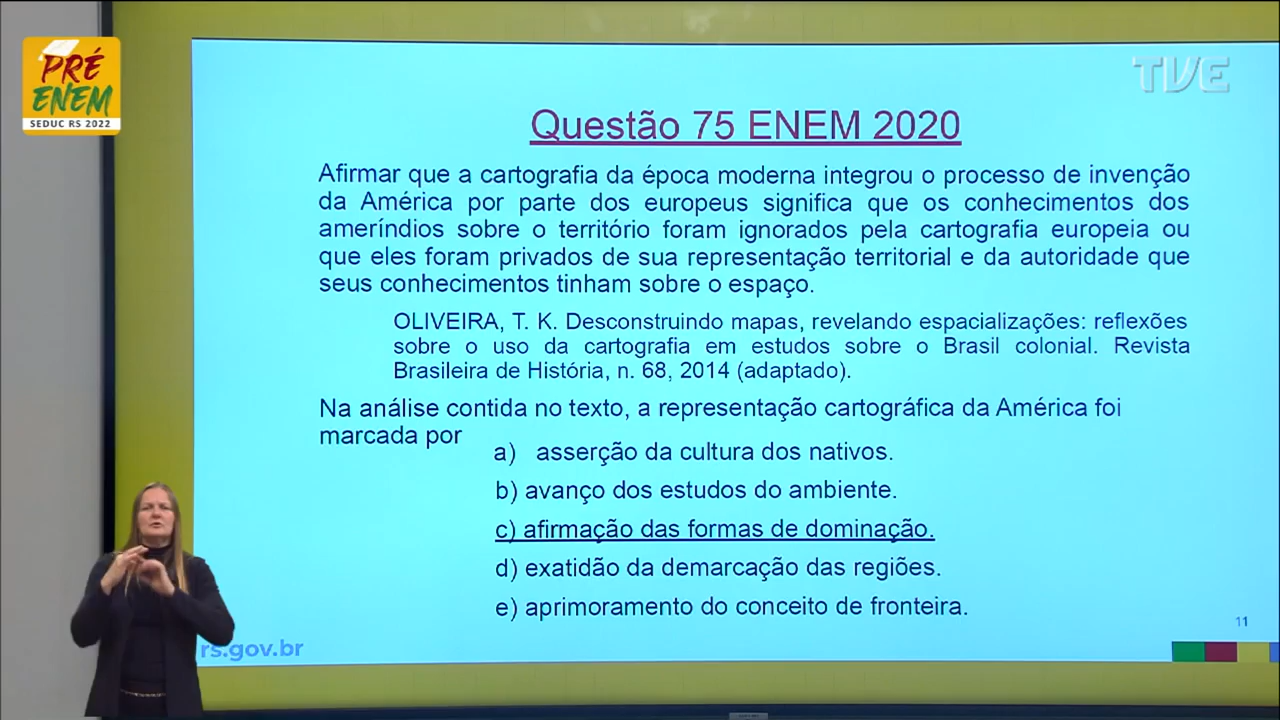 PRÉ
ENEM
SEDUC RS 2022
TVE
Questão 75 ENEM 2020
Afirmar que a cartografia da época moderna integrou o processo de invenção
da América por parte dos europeus significa que os conhecimentos dos
ameríndios sobre o território foram ignorados pela cartografia europeia ou
que eles foram privados de sua representação territorial e da autoridade que
seus conhecimentos tinham sobre o espaço.
OLIVEIRA, T. K. Desconstruindo mapas, revelando espacializações: reflexões
sobre o uso da cartografia em estudos sobre o Brasil colonial. Revista
Brasileira de História, n. 68, 2014 (adaptado).
Na análise contida no texto, a representação cartográfica da América foi
marcada por
a) asserção da cultura dos nativos.
b) avanço dos estudos do ambiente.
c) afirmação das formas de dominação.
d) exatidão da demarcação das regiões.
e) aprimoramento do conceito de fronteira.
11
rs.gov.br